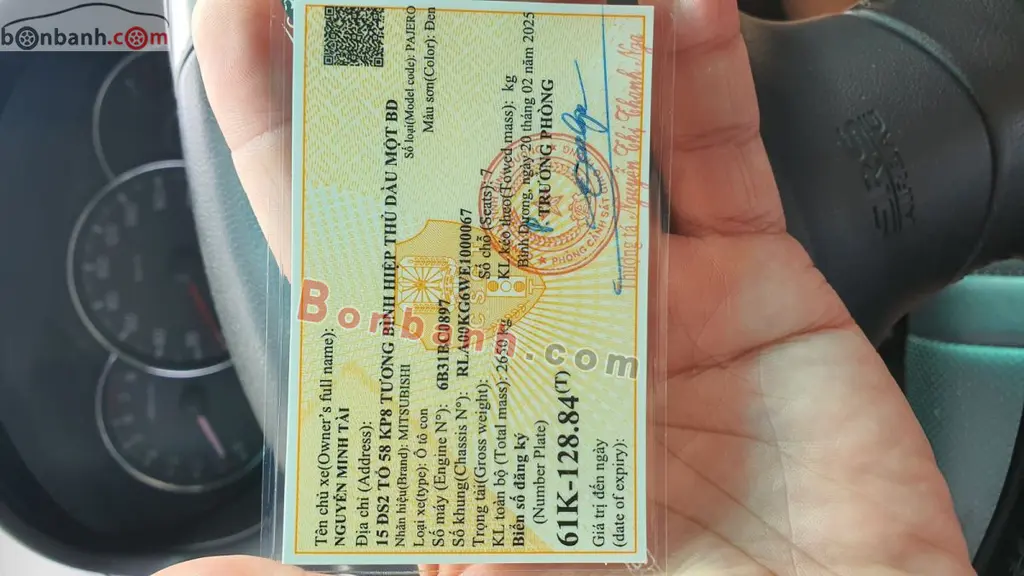 bonbanh.com
Tên chủ xe(Owner's full name):
NGUYỄN MINH TÀI
Địa chỉ (Address):
15 ĐS2 TỔ 58 KP8 TƯƠNG BÌNH HIỆP THỦ DẦU MỘT BD
Nhãn hiệu(Brand): MITSUBISHI Số loại(Model code): PAJERO
Loại xe(type): Ô tô con Màu sơn(Color): Đen
Số máy (Engine N°):
Số khung(Chassis N°):
Trọng tải(Gross weight): Số chỗ (Seats): 7
KL toàn bộ (Total mass): KL kéo theo(Towed mass): kg
Biển số đăng ký Bình Dương, ngày 20 tháng 02 năm 2025
(Number Plate) TRƯỞNG PHÒNG
61K-128.84(T)
Giá trị đến ngày
(date of expiry):
Thượng tá Nguyễn Thị Thanh Nga
Bonbanh.com